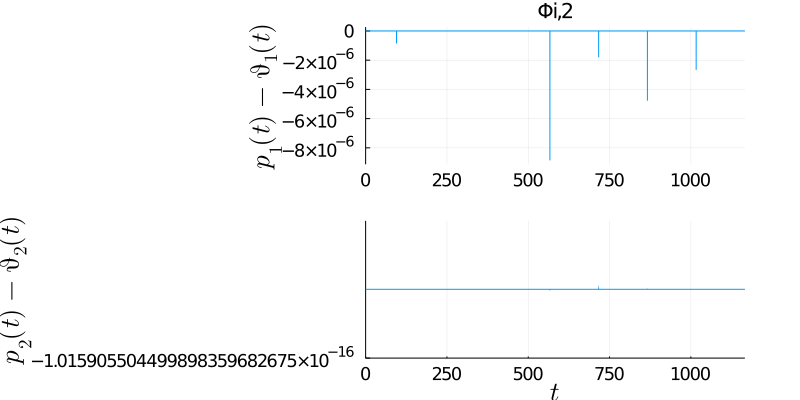 Φi,2
p₁(t) − ϑ₁(t)
0
−2×10⁻⁶
−4×10⁻⁶
−6×10⁻⁶
−8×10⁻⁶
0 250 500 750 1000
p₂(t) − ϑ₂(t)
−1.015905504499898359682675×10⁻¹⁶
0 250 500 750 1000
t